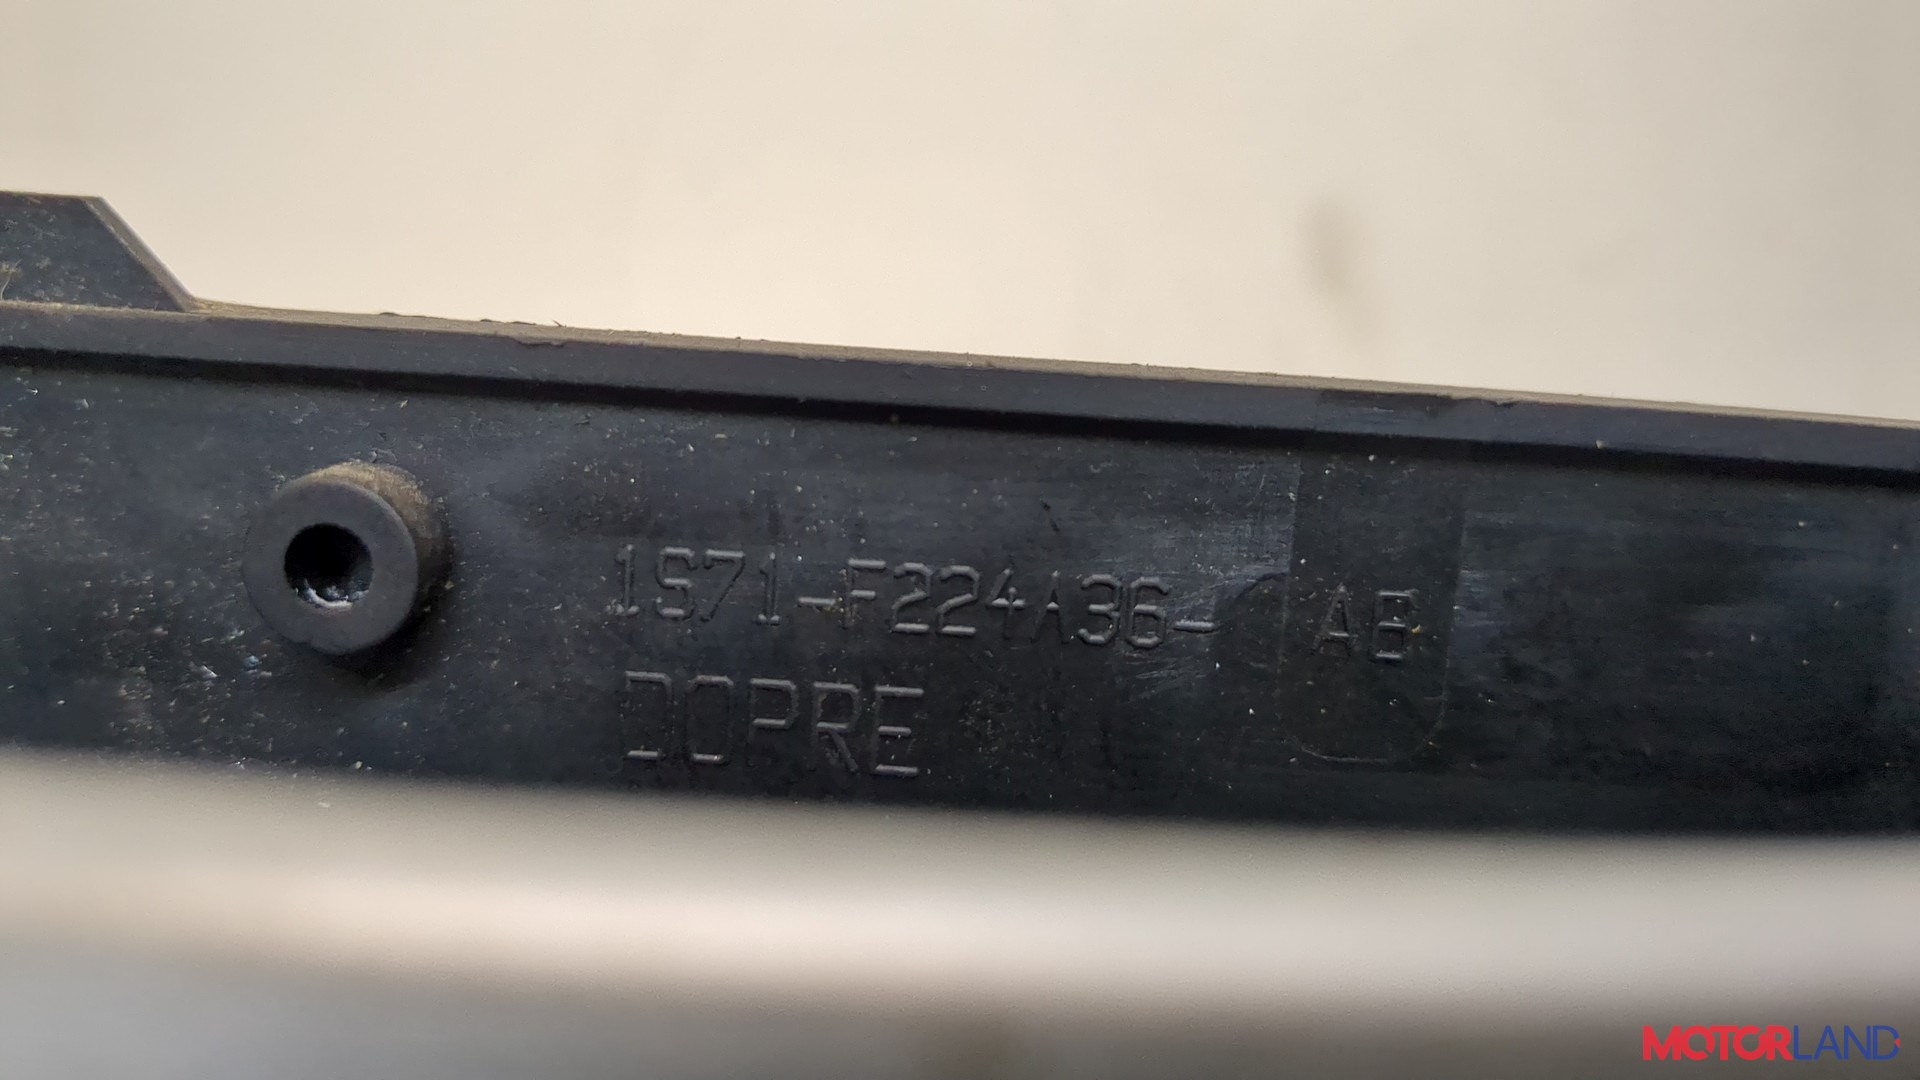 1S71-F224A36- AB
DOPRE
MOTORLAND